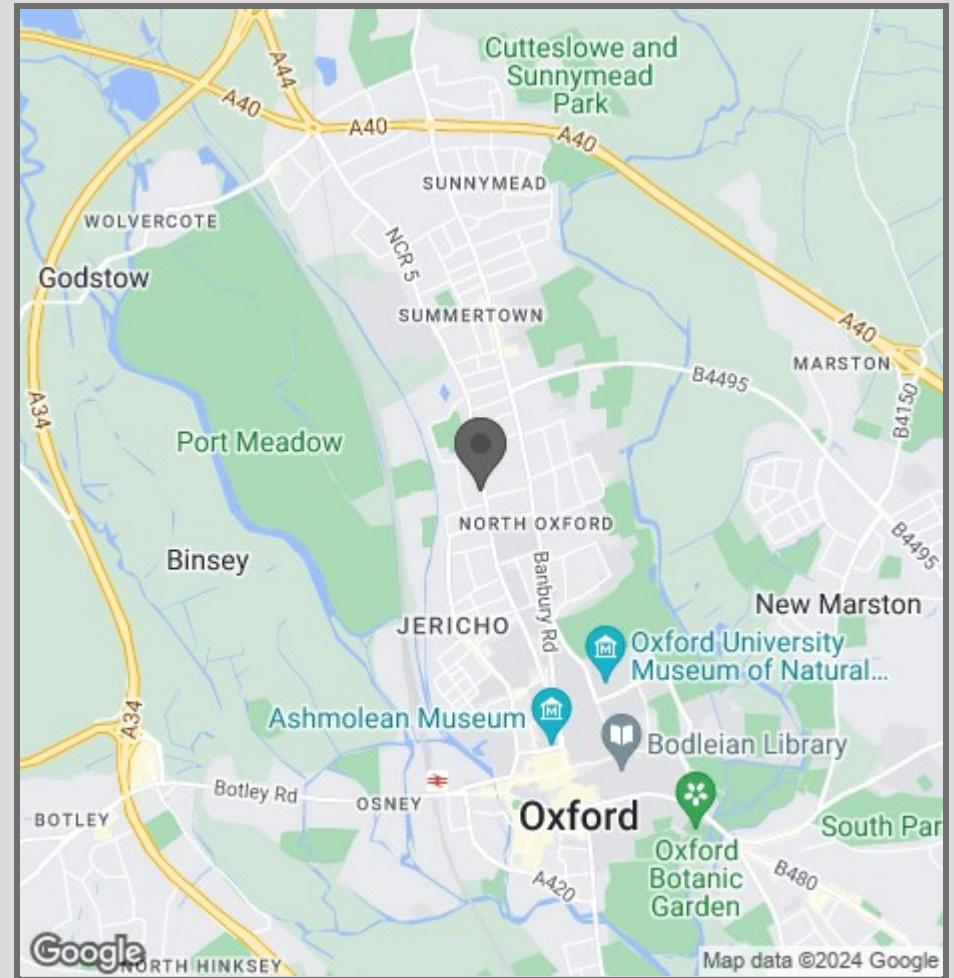 Cutteslowe and
Sunnymead
Park
A44
A40
A40
A40
SUNNYMEAD
WOLVERCOTE
NCR 5
Godstow
SUMMERTOWN
A40
MARSTON
B4495
B4150
A34
Port Meadow
NORTH OXFORD
B4495
Binsey
Banbury Rd
New Marston
JERICHO
Oxford University
Museum of Natural...
Ashmolean Museum
A34
Bodleian Library
Botley Rd
OSNEY
BOTLEY
Oxford
South Par
Oxford
Botanic
Garden
B480
A420
Google
NORTH HINKSEY
Map data ©2024 Google